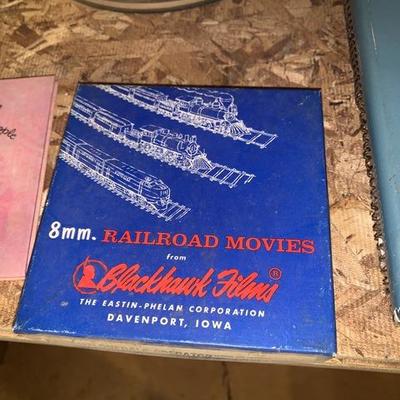 8mm. RAILROAD MOVIES
from
Blackhawk Films®
THE EASTIN-PHELAN CORPORATION
DAVENPORT, IOWA